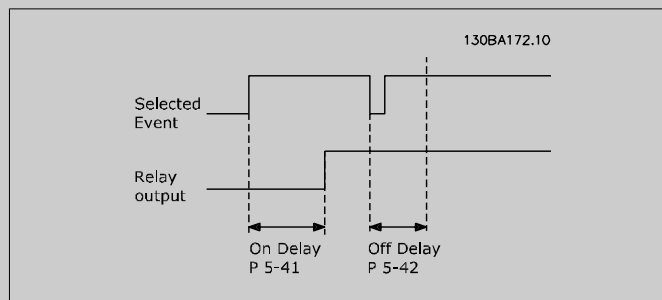 130BA172.10
Selected
Event
Relay
output
On Delay
P 5-41
Off Delay
P 5-42